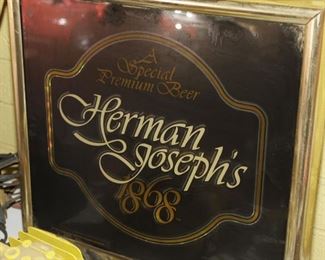 A
Special
Premium Beer
Herman
Joseph's
1868